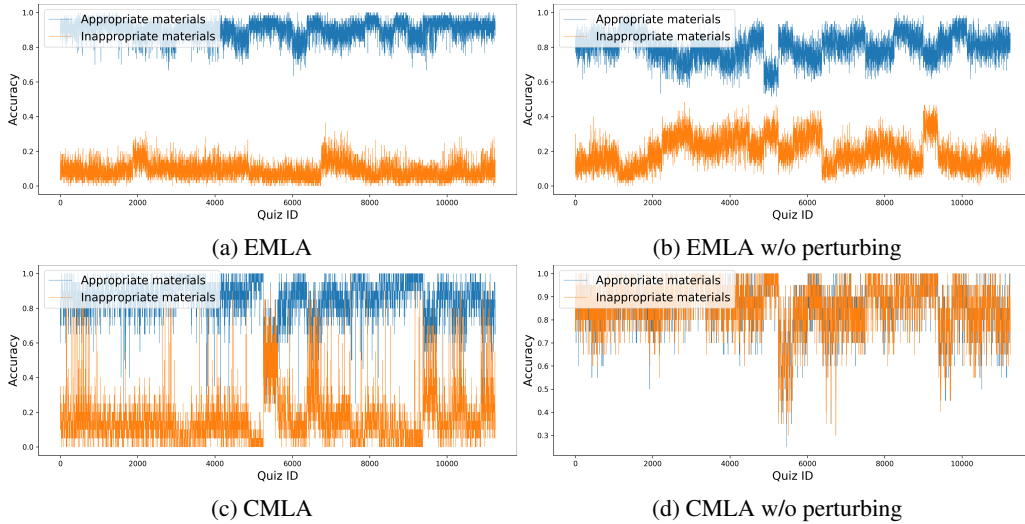 1.0
0.8
0.6
0.4
0.2
0.0
Accuracy
Appropriate materials
Inappropriate materials
0
2000
4000
6000
8000
10000
Quiz ID
(a) EMLA
1.0
0.8
0.6
0.4
0.2
0.0
Accuracy
Appropriate materials
Inappropriate materials
0
2000
4000
6000
8000
10000
Quiz ID
(b) EMLA w/o perturbing
1.0
0.8
0.6
0.4
0.2
0.0
Accuracy
Appropriate materials
Inappropriate materials
0
2000
4000
6000
8000
10000
Quiz ID
(c) CMLA
1.0
0.9
0.8
0.7
0.6
0.5
0.4
0.3
Accuracy
Appropriate materials
Inappropriate materials
0
2000
4000
6000
8000
10000
Quiz ID
(d) CMLA w/o perturbing